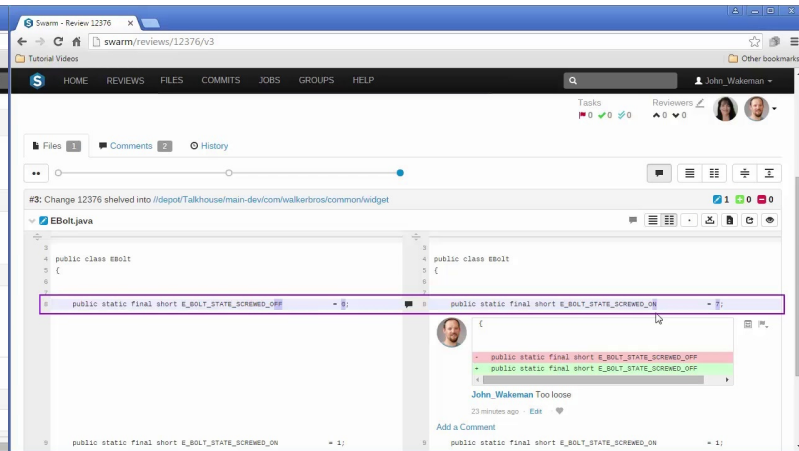 Swarm - Review 12376
swarm/reviews/12376/v3
Tutorial Videos
Other bookmarks
S HOME REVIEWS FILES COMMITS JOBS GROUPS HELP John_Wakeman
Tasks Reviewers
0 0 0 0 0
Files 1 Comments 2 History
#3: Change 12376 shelved into //depot/Talkhouse/main-dev/com/walkerbros/common/widget 1 0 0
EBolt.java
3 3
4 public class EBolt 4 public class EBolt
5 { 5 {
6 6
7 7
8 public static final short E_BOLT_STATE_SCREWED_OFF = 0; 8 public static final short E_BOLT_STATE_SCREWED_ON = 7;
{
- public static final short E_BOLT_STATE_SCREWED_OFF
+ public static final short E_BOLT_STATE_SCREWED_OFF
John_Wakeman Too loose
23 minutes ago · Edit ·
Add a Comment
9 public static final short E_BOLT_STATE_SCREWED_ON = 1; 9 public static final short E_BOLT_STATE_SCREWED_ON = 1;